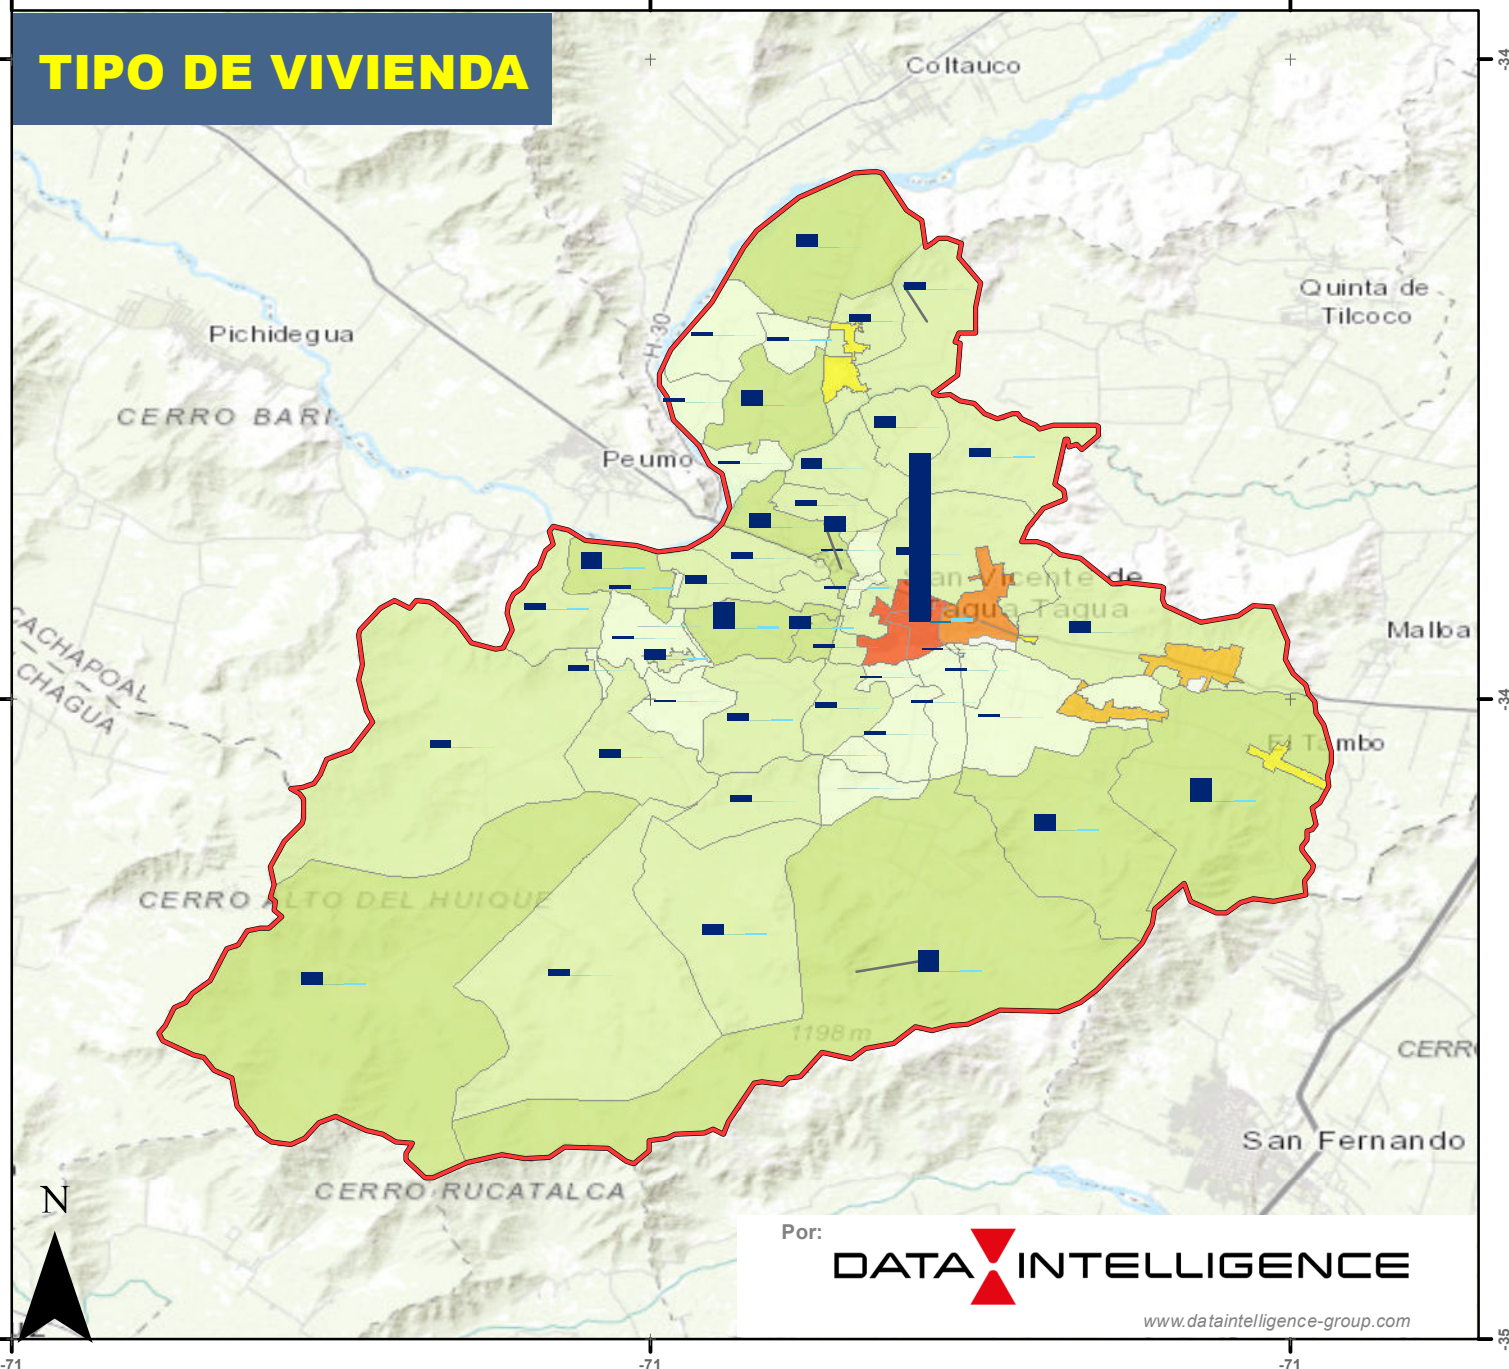 TIPO DE VIVIENDA
Coltauco
-34
Quinta de
Tilcoco
Pichidegua
H-30
CERRO BARI
Peumo
San Vicente de
Tagua Tagua
Malloa
CACHAPOAL
CHAGUA
-34
El Tambo
CERRO ALTO DEL HUIQUE
1198 m
CERR
San Fernando
CERRO RUCATALCA
N
Por:
DATA INTELLIGENCE
www.dataintelligence-group.com
-35
-71
-71
-71